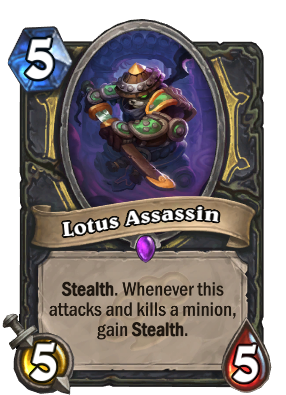 5
Lotus Assassin
Stealth. Whenever this
attacks and kills a minion,
gain Stealth.
5 5